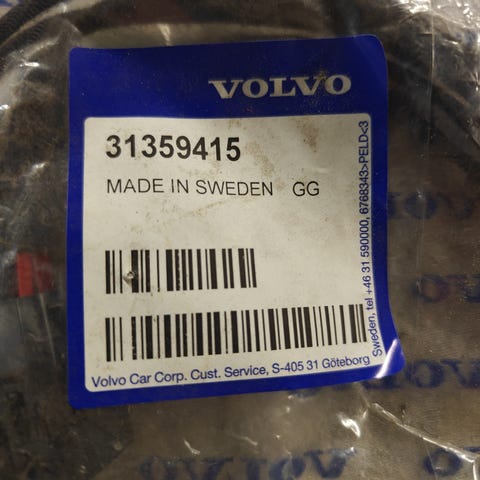 VOLVO
31359415
MADE IN SWEDEN GG
Volvo Car Corp. Cust. Service, S-405 31 Göteborg
Sweden, tel +46 31 590000, 6768343>PELD<3
VOLVO